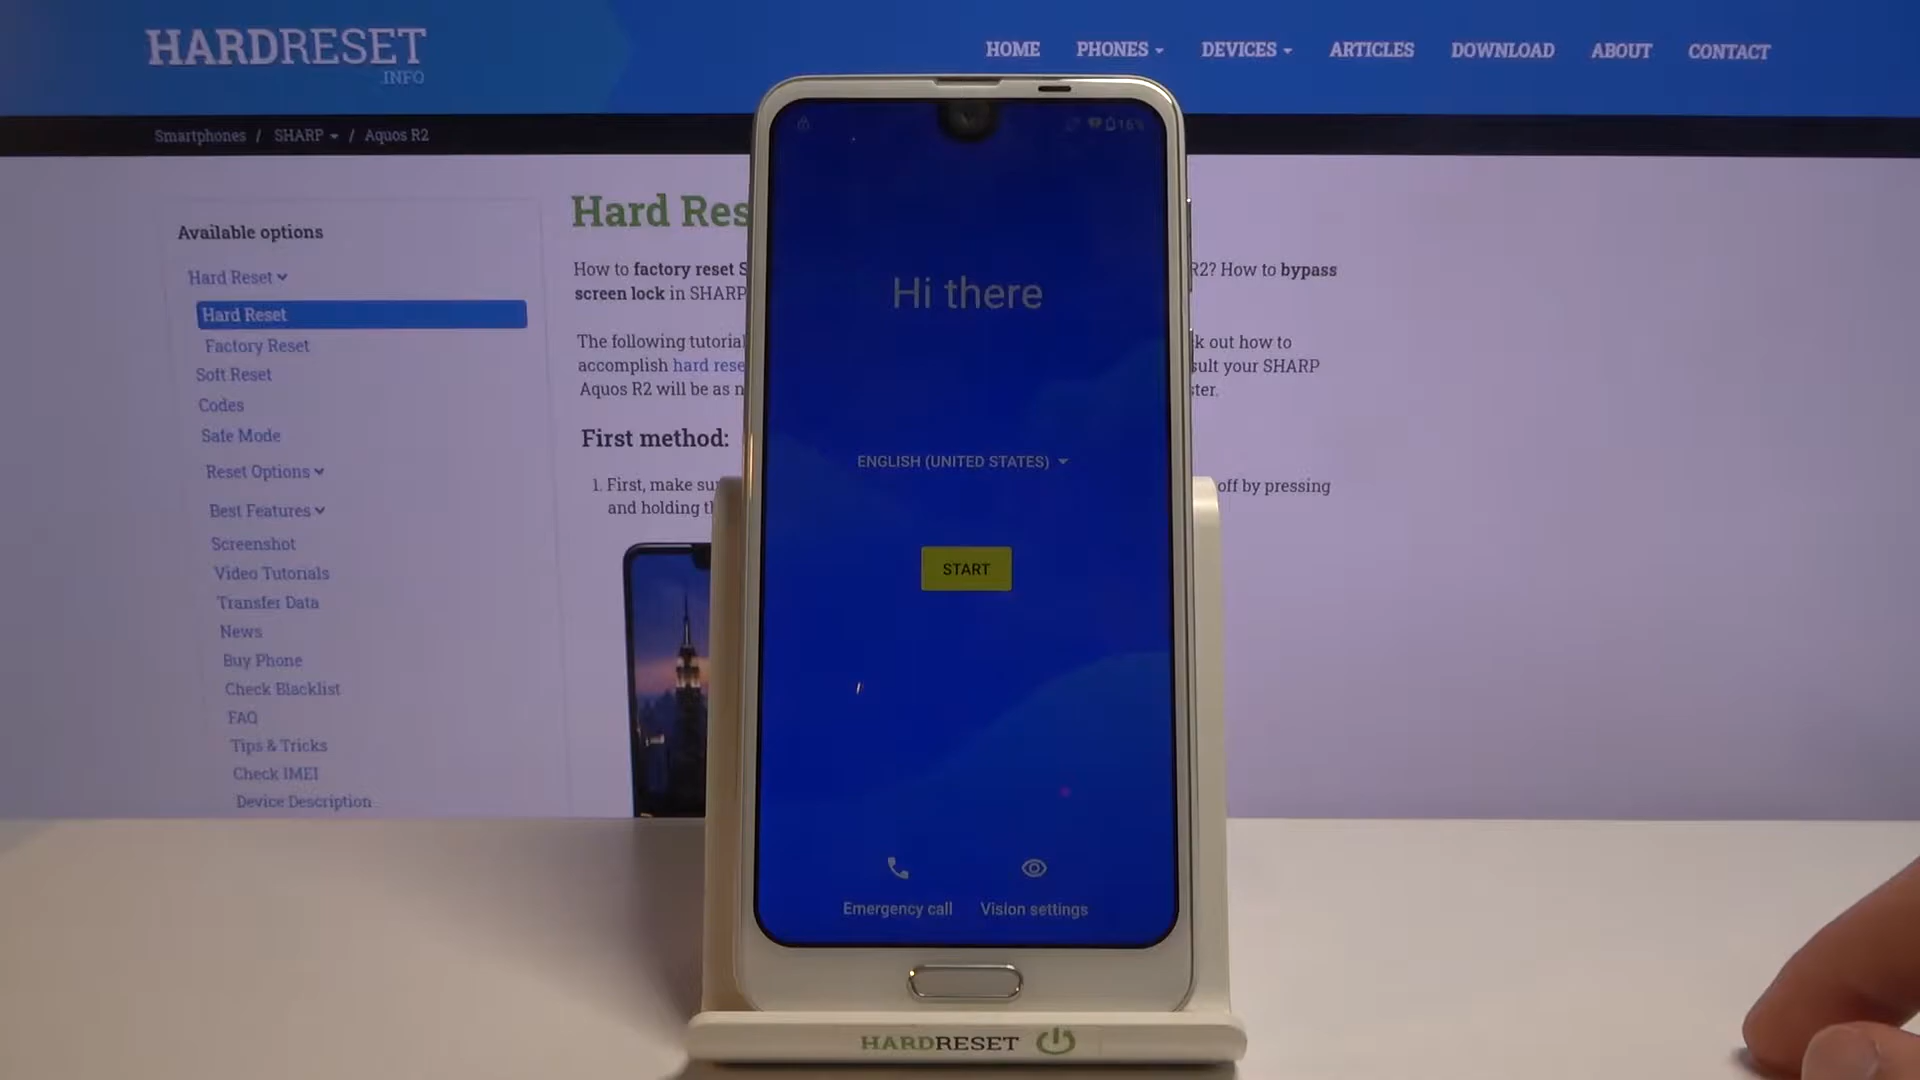 HARDRESET
.INFO
HOME PHONES DEVICES ARTICLES DOWNLOAD ABOUT CONTACT
Smartphones / SHARP / Aquos R2
Available options
Hard Reset
Hard Reset
Factory Reset
Soft Reset
Codes
Safe Mode
Reset Options
Best Features
Screenshot
Video Tutorials
Transfer Data
News
Buy Phone
Check Blacklist
FAQ
Tips & Tricks
Check IMEI
Device Description
Hard Res
How to factory reset S
R2? How to bypass
screen lock in SHARP
The following tutorial
k out how to
accomplish hard rese
sult your SHARP
Aquos R2 will be as n
ster.
First method:
1. First, make sur
off by pressing
and holding th
16%
Hi there
ENGLISH (UNITED STATES)
START
Emergency call Vision settings
HARDRESET